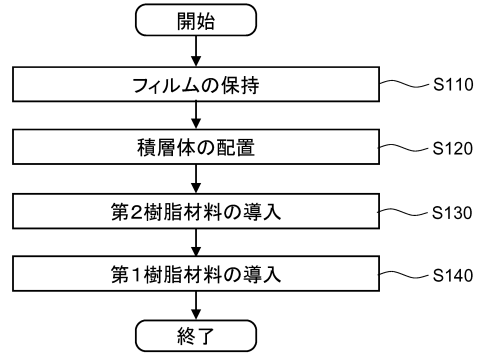 開始
フィルムの保持 S110
積層体の配置 S120
第2樹脂材料の導入 S130
第1樹脂材料の導入 S140
終了